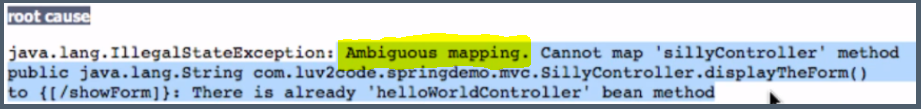 root cause
java.lang.IllegalStateException: Ambiguous mapping. Cannot map 'sillyController' method
public java.lang.String com.luv2code.springdemo.mvc.SillyController.displayTheForm()
to {[/showForm]}: There is already 'helloWorldController' bean method